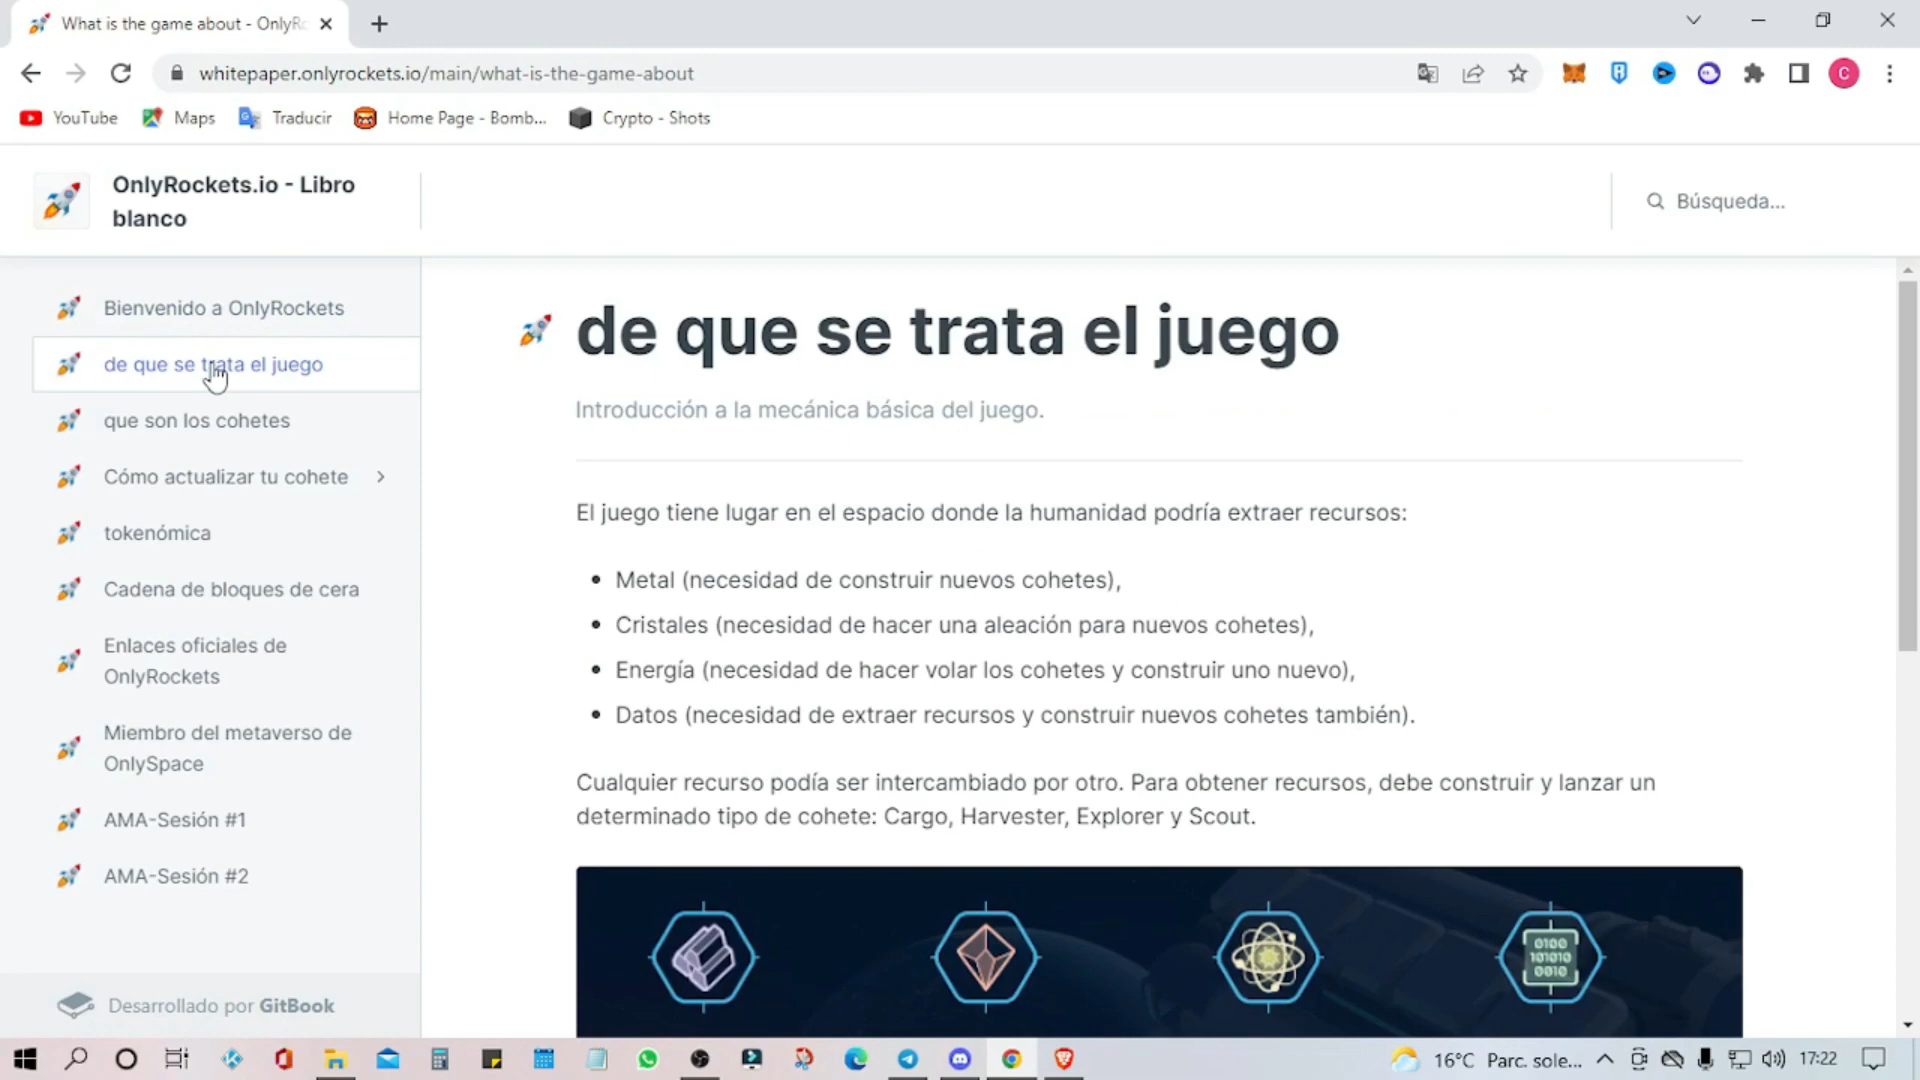 What is the game about - OnlyRo
whitepaper.onlyrockets.io/main/what-is-the-game-about
C
YouTube
Maps
Traducir
Home Page - Bomb...
Crypto - Shots
OnlyRockets.io - Libro
blanco
Búsqueda...
Bienvenido a OnlyRockets
de que se trata el juego
que son los cohetes
Cómo actualizar tu cohete
tokenómica
Cadena de bloques de cera
Enlaces oficiales de
OnlyRockets
Miembro del metaverso de
OnlySpace
AMA-Sesión #1
AMA-Sesión #2
Desarrollado por GitBook
de que se trata el juego
Introducción a la mecánica básica del juego.
El juego tiene lugar en el espacio donde la humanidad podría extraer recursos:
Metal (necesidad de construir nuevos cohetes),
Cristales (necesidad de hacer una aleación para nuevos cohetes),
Energía (necesidad de hacer volar los cohetes y construir uno nuevo),
Datos (necesidad de extraer recursos y construir nuevos cohetes también).
Cualquier recurso podía ser intercambiado por otro. Para obtener recursos, debe construir y lanzar un
determinado tipo de cohete: Cargo, Harvester, Explorer y Scout.
0100
101010
0010
16°C Parc. sole...
17:22